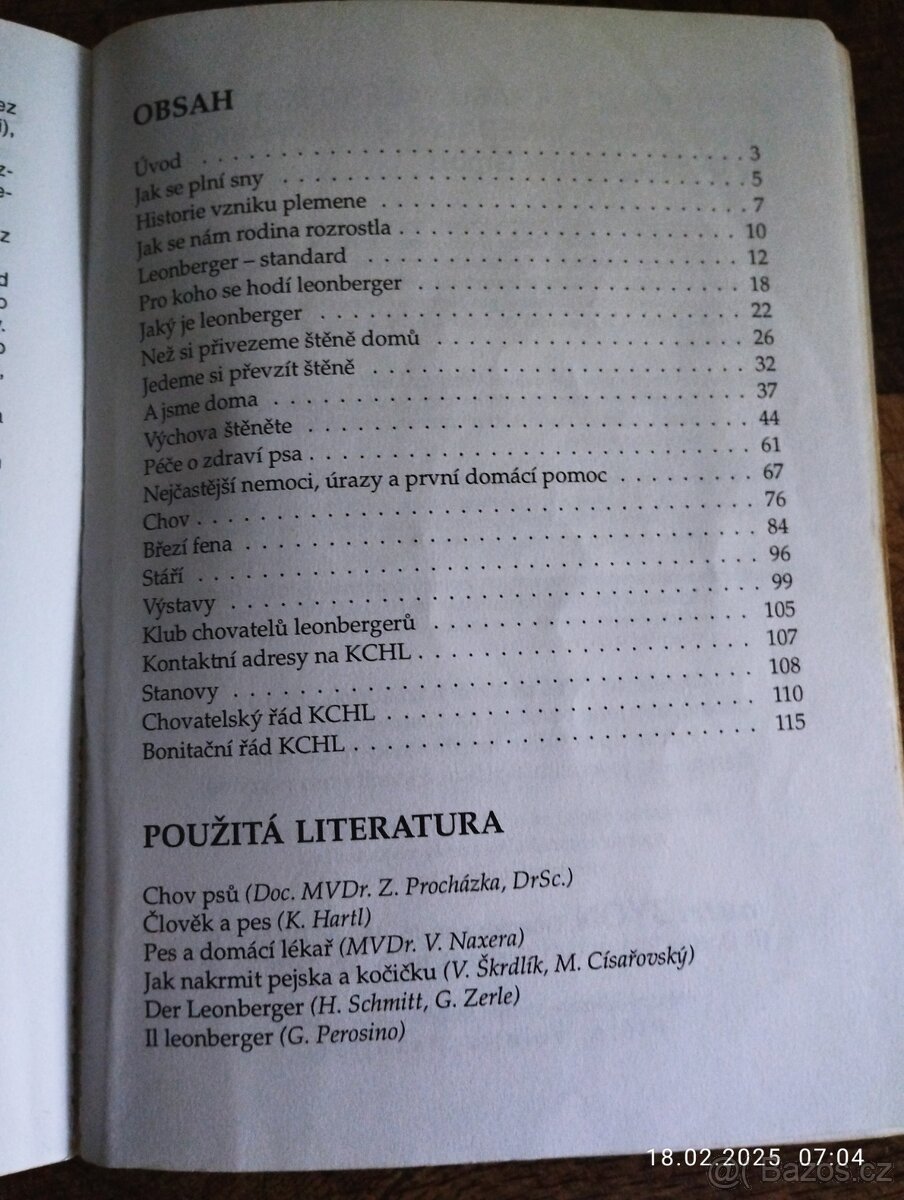 OBSAH
Úvod . . . . . . . . . . . . . . . . . . . . . . . . . . . . . . 3
Jak se plní sny . . . . . . . . . . . . . . . . . . . . . . . . . 5
Historie vzniku plemene . . . . . . . . . . . . . . . . . . . . 7
Jak se nám rodina rozrostla . . . . . . . . . . . . . . . . . . 10
Leonberger – standard . . . . . . . . . . . . . . . . . . . . 12
Pro koho se hodí leonberger . . . . . . . . . . . . . . . . . 18
Jaký je leonberger . . . . . . . . . . . . . . . . . . . . . . 22
Než si přivezeme štěně domů . . . . . . . . . . . . . . . . 26
Jedeme si převzít štěně . . . . . . . . . . . . . . . . . . . 32
A jsme doma . . . . . . . . . . . . . . . . . . . . . . . . . 37
Výchova štěněte . . . . . . . . . . . . . . . . . . . . . . . 44
Péče o zdraví psa . . . . . . . . . . . . . . . . . . . . . . . 61
Nejčastější nemoci, úrazy a první domácí pomoc . . . . . . . 67
Chov . . . . . . . . . . . . . . . . . . . . . . . . . . . . . 76
Březí fena . . . . . . . . . . . . . . . . . . . . . . . . . . 84
Stáří . . . . . . . . . . . . . . . . . . . . . . . . . . . . . 96
Výstavy . . . . . . . . . . . . . . . . . . . . . . . . . . . 99
Klub chovatelů leonbergerů . . . . . . . . . . . . . . . . . 105
Kontaktní adresy na KCHL . . . . . . . . . . . . . . . . . . 107
Stanovy . . . . . . . . . . . . . . . . . . . . . . . . . . . 108
Chovatelský řád KCHL . . . . . . . . . . . . . . . . . . . . 110
Bonitační řád KCHL . . . . . . . . . . . . . . . . . . . . . 115
POUŽITÁ LITERATURA
Chov psů (Doc. MVDr. Z. Procházka, DrSc.)
Člověk a pes (K. Hartl)
Pes a domácí lékař (MVDr. V. Naxera)
Jak nakrmit pejska a kočičku (V. Škrdlík, M. Císařovský)
Der Leonberger (H. Schmitt, G. Zerle)
Il leonberger (G. Perosino)
18.02.2025 07:04
Bazoš.cz